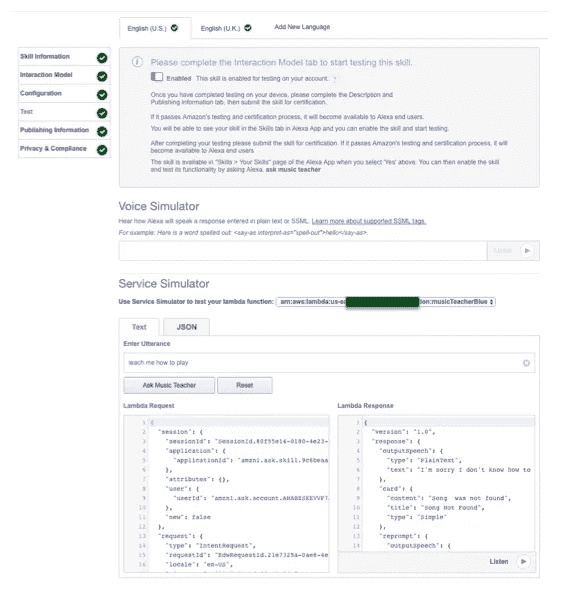 English (U.S.)
English (U.K.)
Add New Language
Skill Information
Interaction Model
Configuration
Test
Publishing Information
Privacy & Compliance
Please complete the Interaction Model tab to start testing this skill.
Enabled This skill is enabled for testing on your account.
Once you have completed testing on your device, please complete the Description and
Publishing Information tab, then submit the skill for certification.
If it passes Amazon's testing and certification process, it will become available to Alexa end users.
You will be able to see your skill in the Skills tab in Alexa App and you can enable the skill and start testing.
After completing your testing please submit the skill for certification. If it passes Amazon's testing and certification process, it will
become available to Alexa end users
The skill is available in "Skills > Your Skills" page of the Alexa App when you select 'Yes' above. You can then enable the skill
and test its functionality by asking Alexa. ask music teacher
Voice Simulator
Hear how Alexa will speak a response entered in plain text or SSML. Learn more about supported SSML tags.
For example: Here is a word spelled out: <say-as interpret-as="spell-out">hello</say-as>.
Listen
Service Simulator
Use Service Simulator to test your lambda function: arn:aws:lambda:us-ea ion:musicTeacherBlue
Text
JSON
Enter Utterance
teach me how to play
Ask Music Teacher
Reset
Lambda Request
1 {
2 "session": {
3 "sessionId": "SessionId.80f55e14-0180-4e23-
4 "application": {
5 "applicationId": "amzn1.ask.skill.9c6beaa
6 },
7 "attributes": {},
8 "user": {
9 "userId": "amzn1.ask.account.
10 },
11 "new": false
12 },
13 "request": {
14 "type": "IntentRequest",
15 "requestId": "EdwRequestId.21e7325a-0ae8-4e
16 "locale": "en-US",
Lambda Response
1 {
2 "version": "1.0",
3 "response": {
4 "outputSpeech": {
5 "type": "PlainText",
6 "text": "I'm sorry I don't know how to
7 },
8 "card": {
9 "content": "Song was not found",
10 "title": "Song Not Found",
11 "type": "Simple"
12 },
13 "reprompt": {
14 "outputSpeech": {
Listen